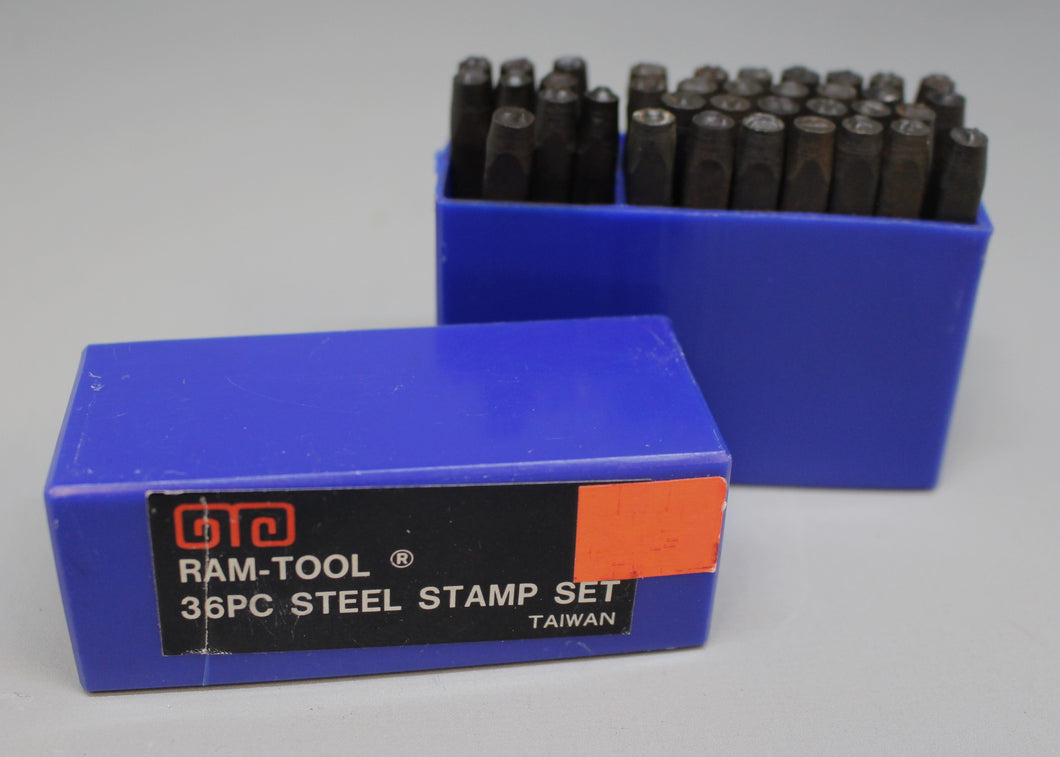 RAM-TOOL ®
36PC STEEL STAMP SET
TAIWAN